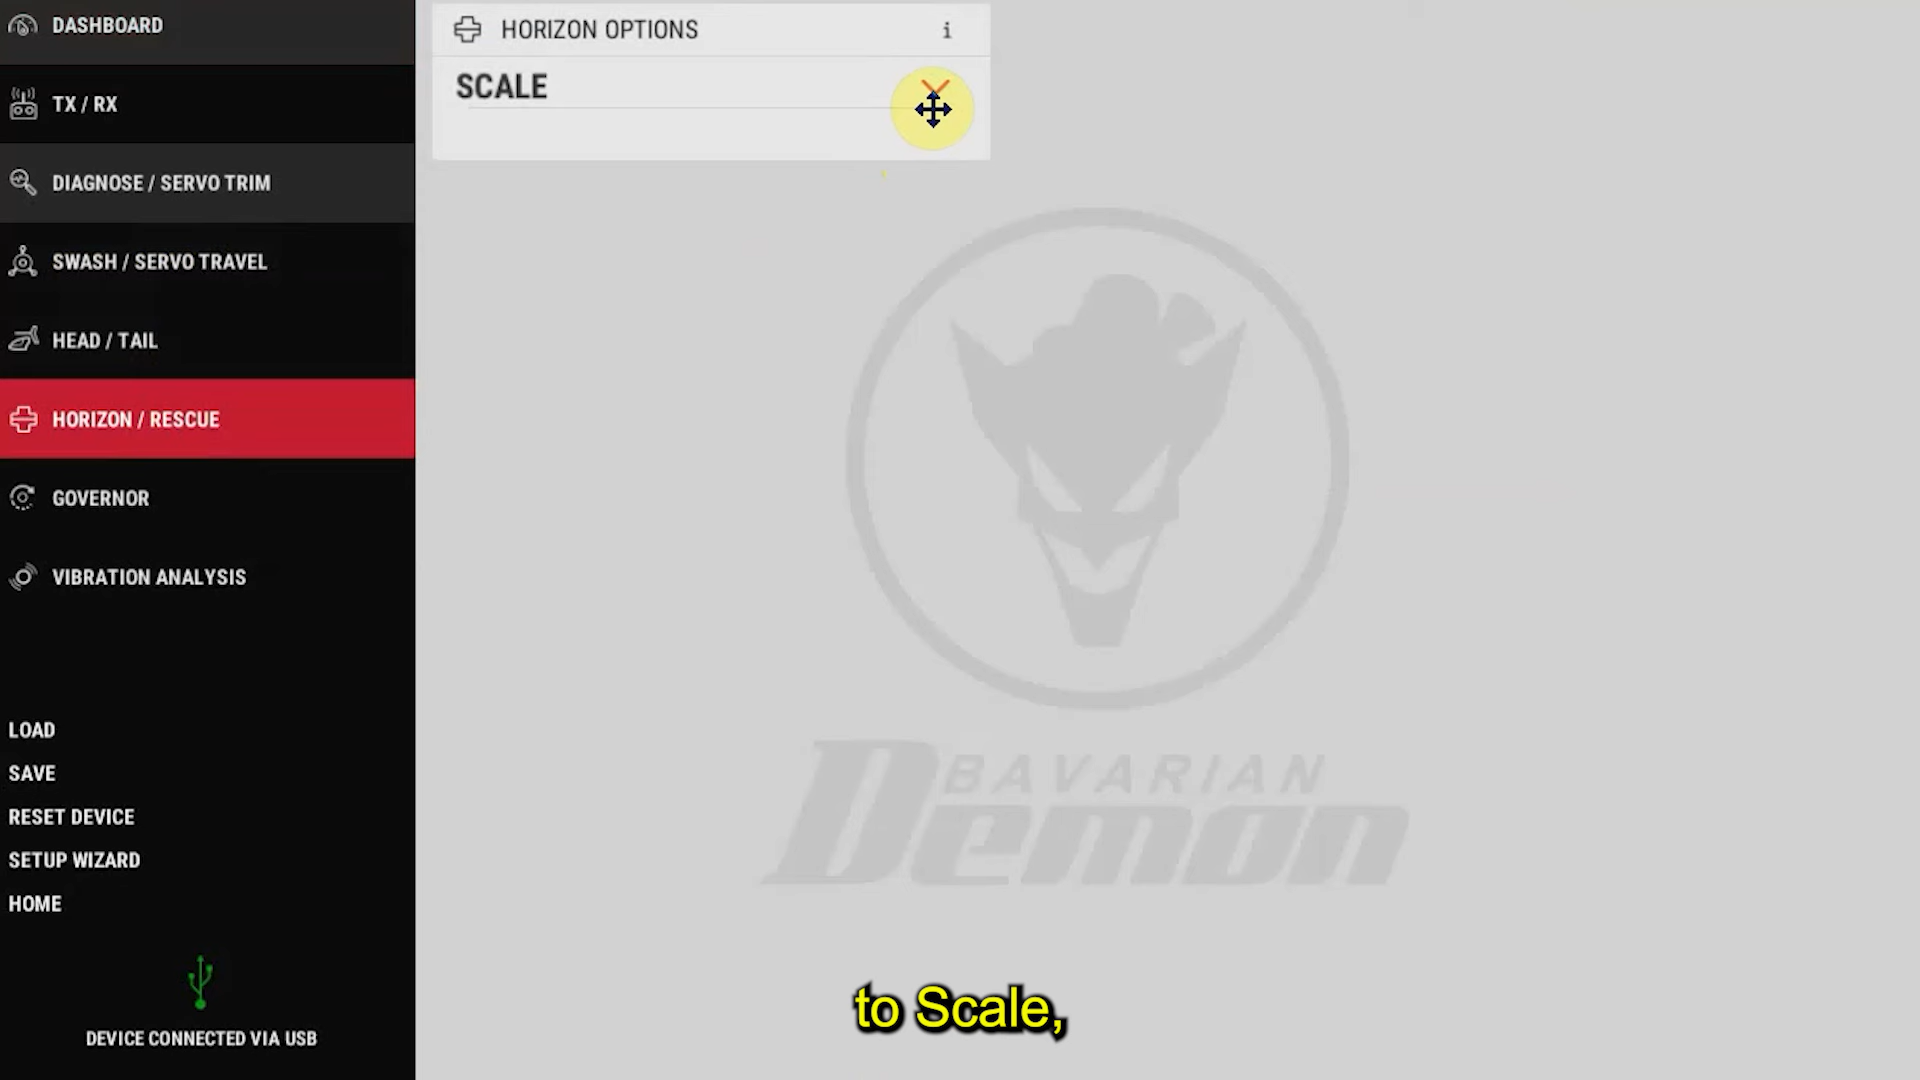 DASHBOARD
TX / RX
DIAGNOSE / SERVO TRIM
SWASH / SERVO TRAVEL
HEAD / TAIL
HORIZON / RESCUE
GOVERNOR
VIBRATION ANALYSIS
LOAD
SAVE
RESET DEVICE
SETUP WIZARD
HOME
DEVICE CONNECTED VIA USB
HORIZON OPTIONS i
SCALE
BAVARIAN
Demon
to Scale,